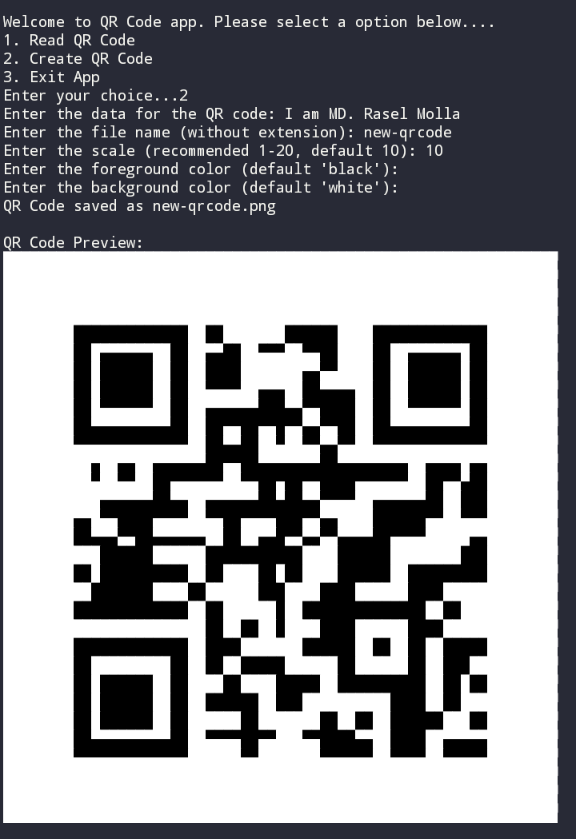 Welcome to QR Code app. Please select a option below....
1. Read QR Code
2. Create QR Code
3. Exit App
Enter your choice...2
Enter the data for the QR code: I am MD. Rasel Molla
Enter the file name (without extension): new-qrcode
Enter the scale (recommended 1-20, default 10): 10
Enter the foreground color (default 'black'):
Enter the background color (default 'white'):
QR Code saved as new-qrcode.png
QR Code Preview: